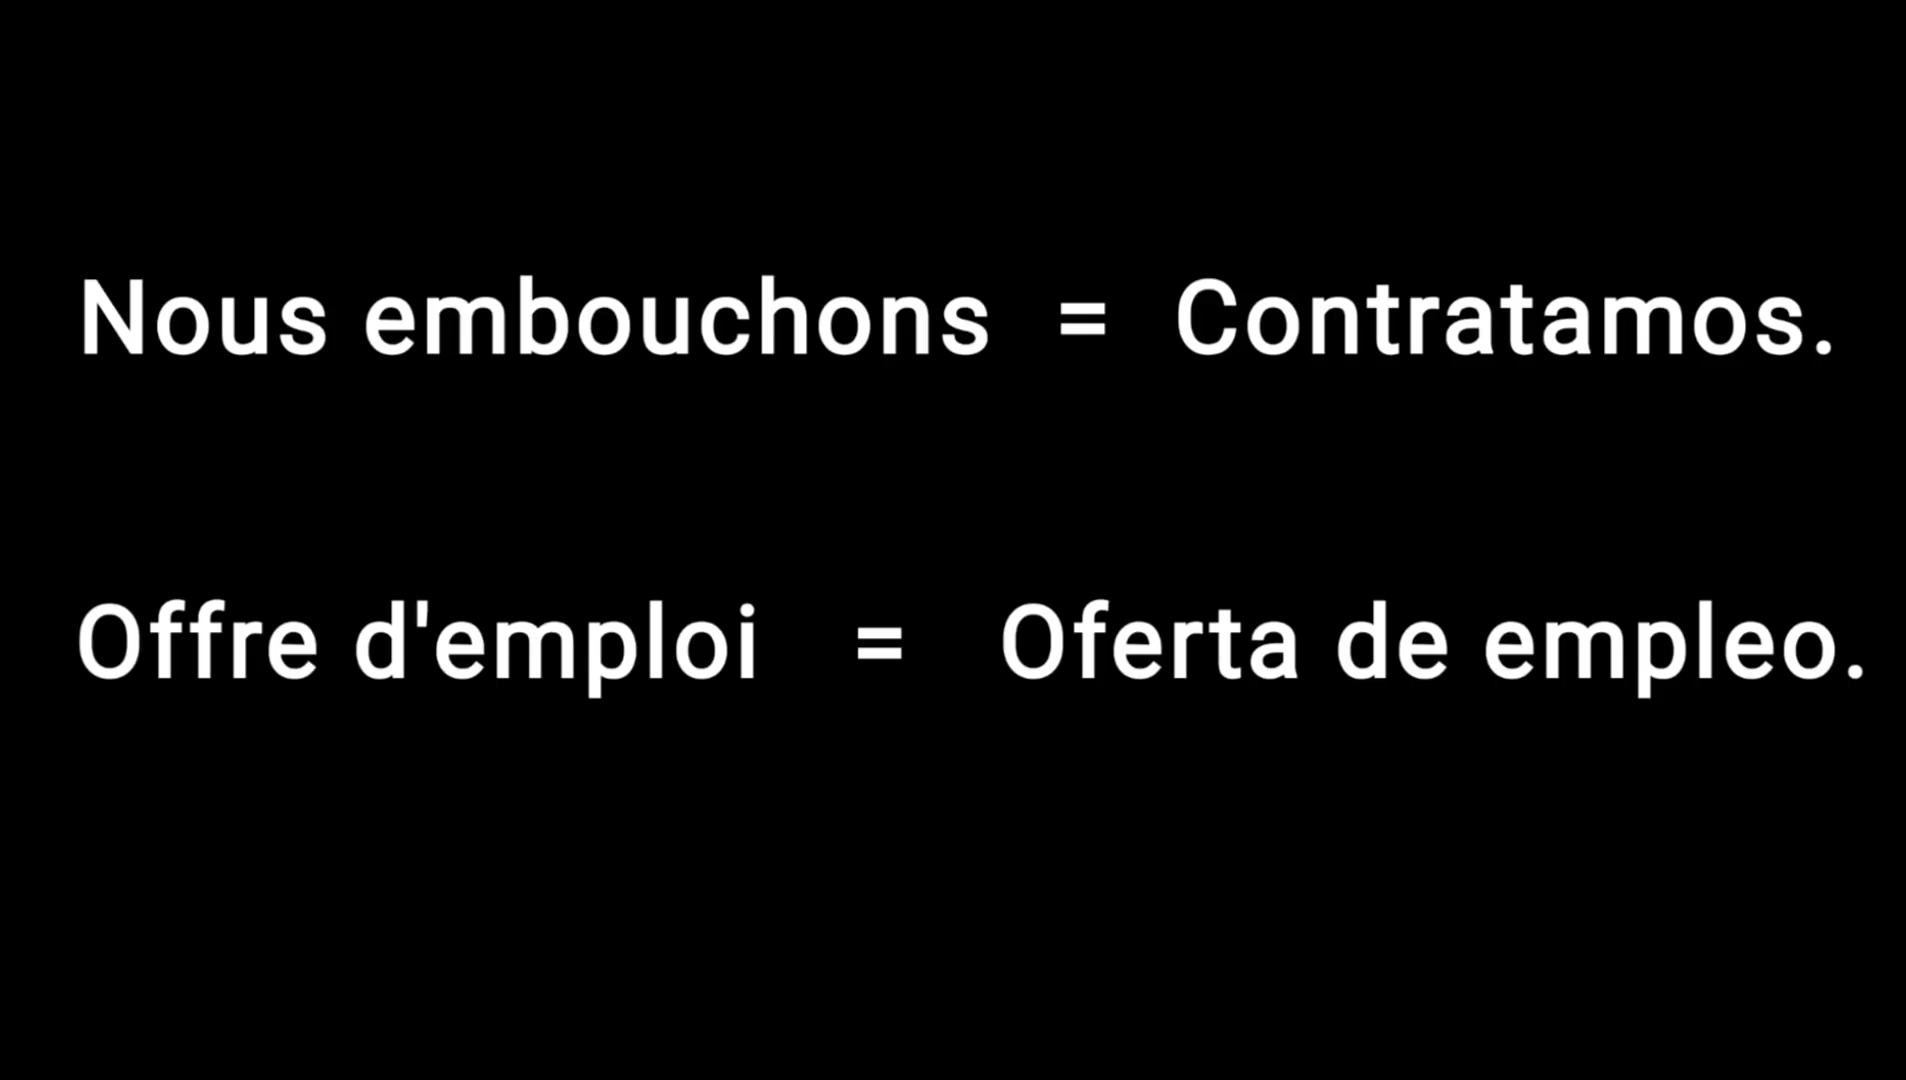 Nous embouchons = Contratamos.
Offre d'emploi = Oferta de empleo.